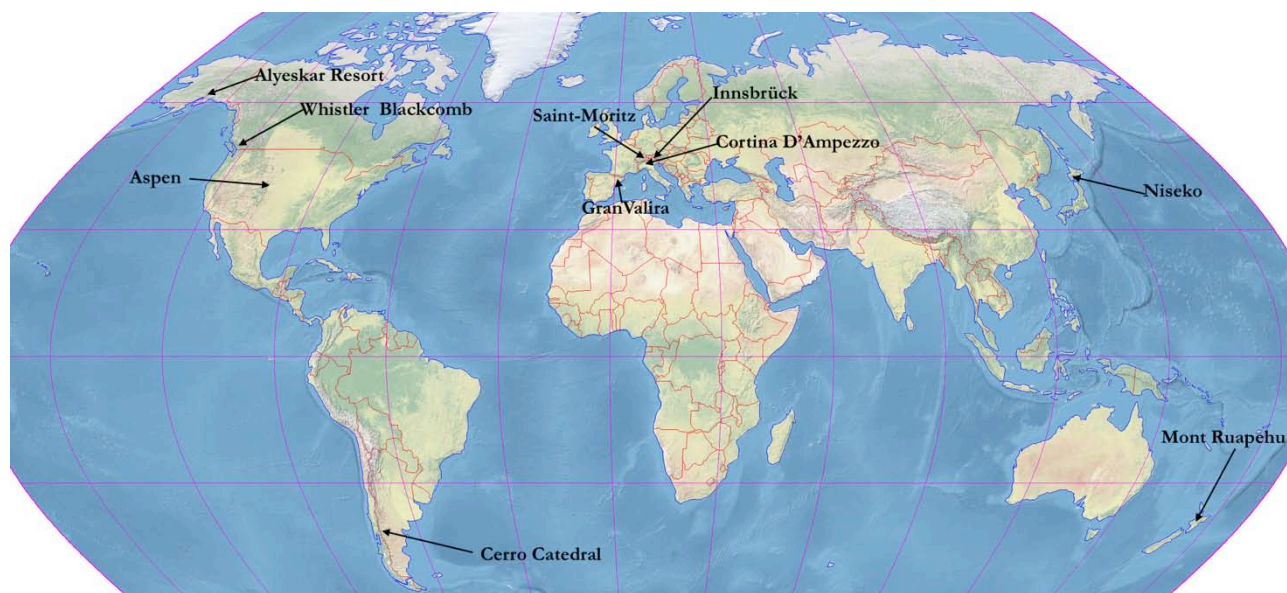 Alyeskar Resort
Whistler Blackcomb
Innsbrück
Saint-Moritz
Cortina D'Ampezzo
Aspen
Niseko
GranValira
Mont Ruapehu
Cerro Catedral